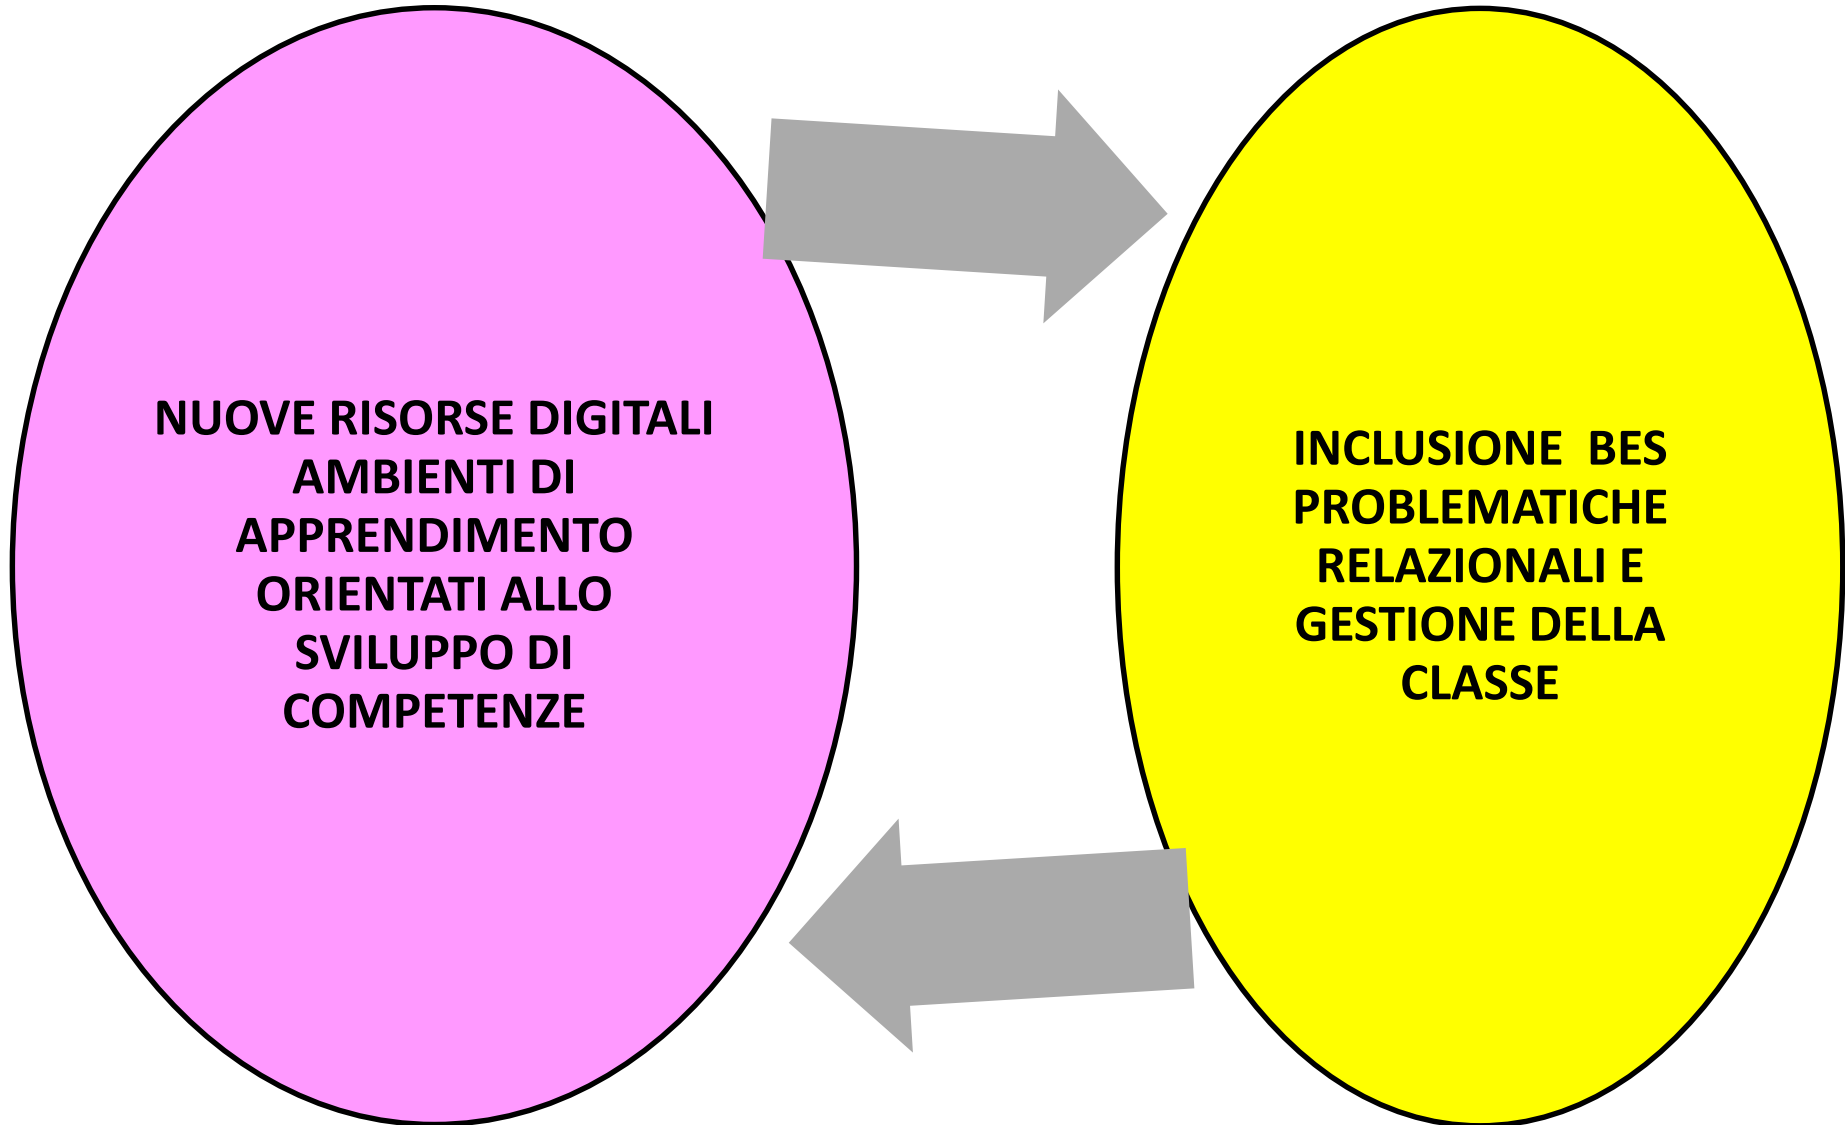 NUOVE RISORSE DIGITALI
AMBIENTI DI
APPRENDIMENTO
ORIENTATI ALLO
SVILUPPO DI
COMPETENZE
INCLUSIONE  BES
PROBLEMATICHE
RELAZIONALI E
GESTIONE DELLA
CLASSE